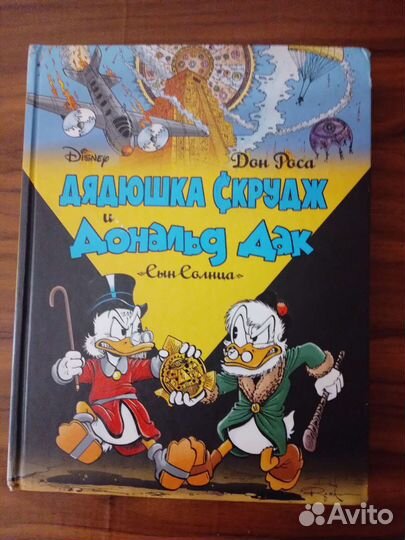 Disney
Дон Роса
ДЯДЮШКА СКРУДЖ
и
Дональд Дак
«Сын Солнца»
Avito